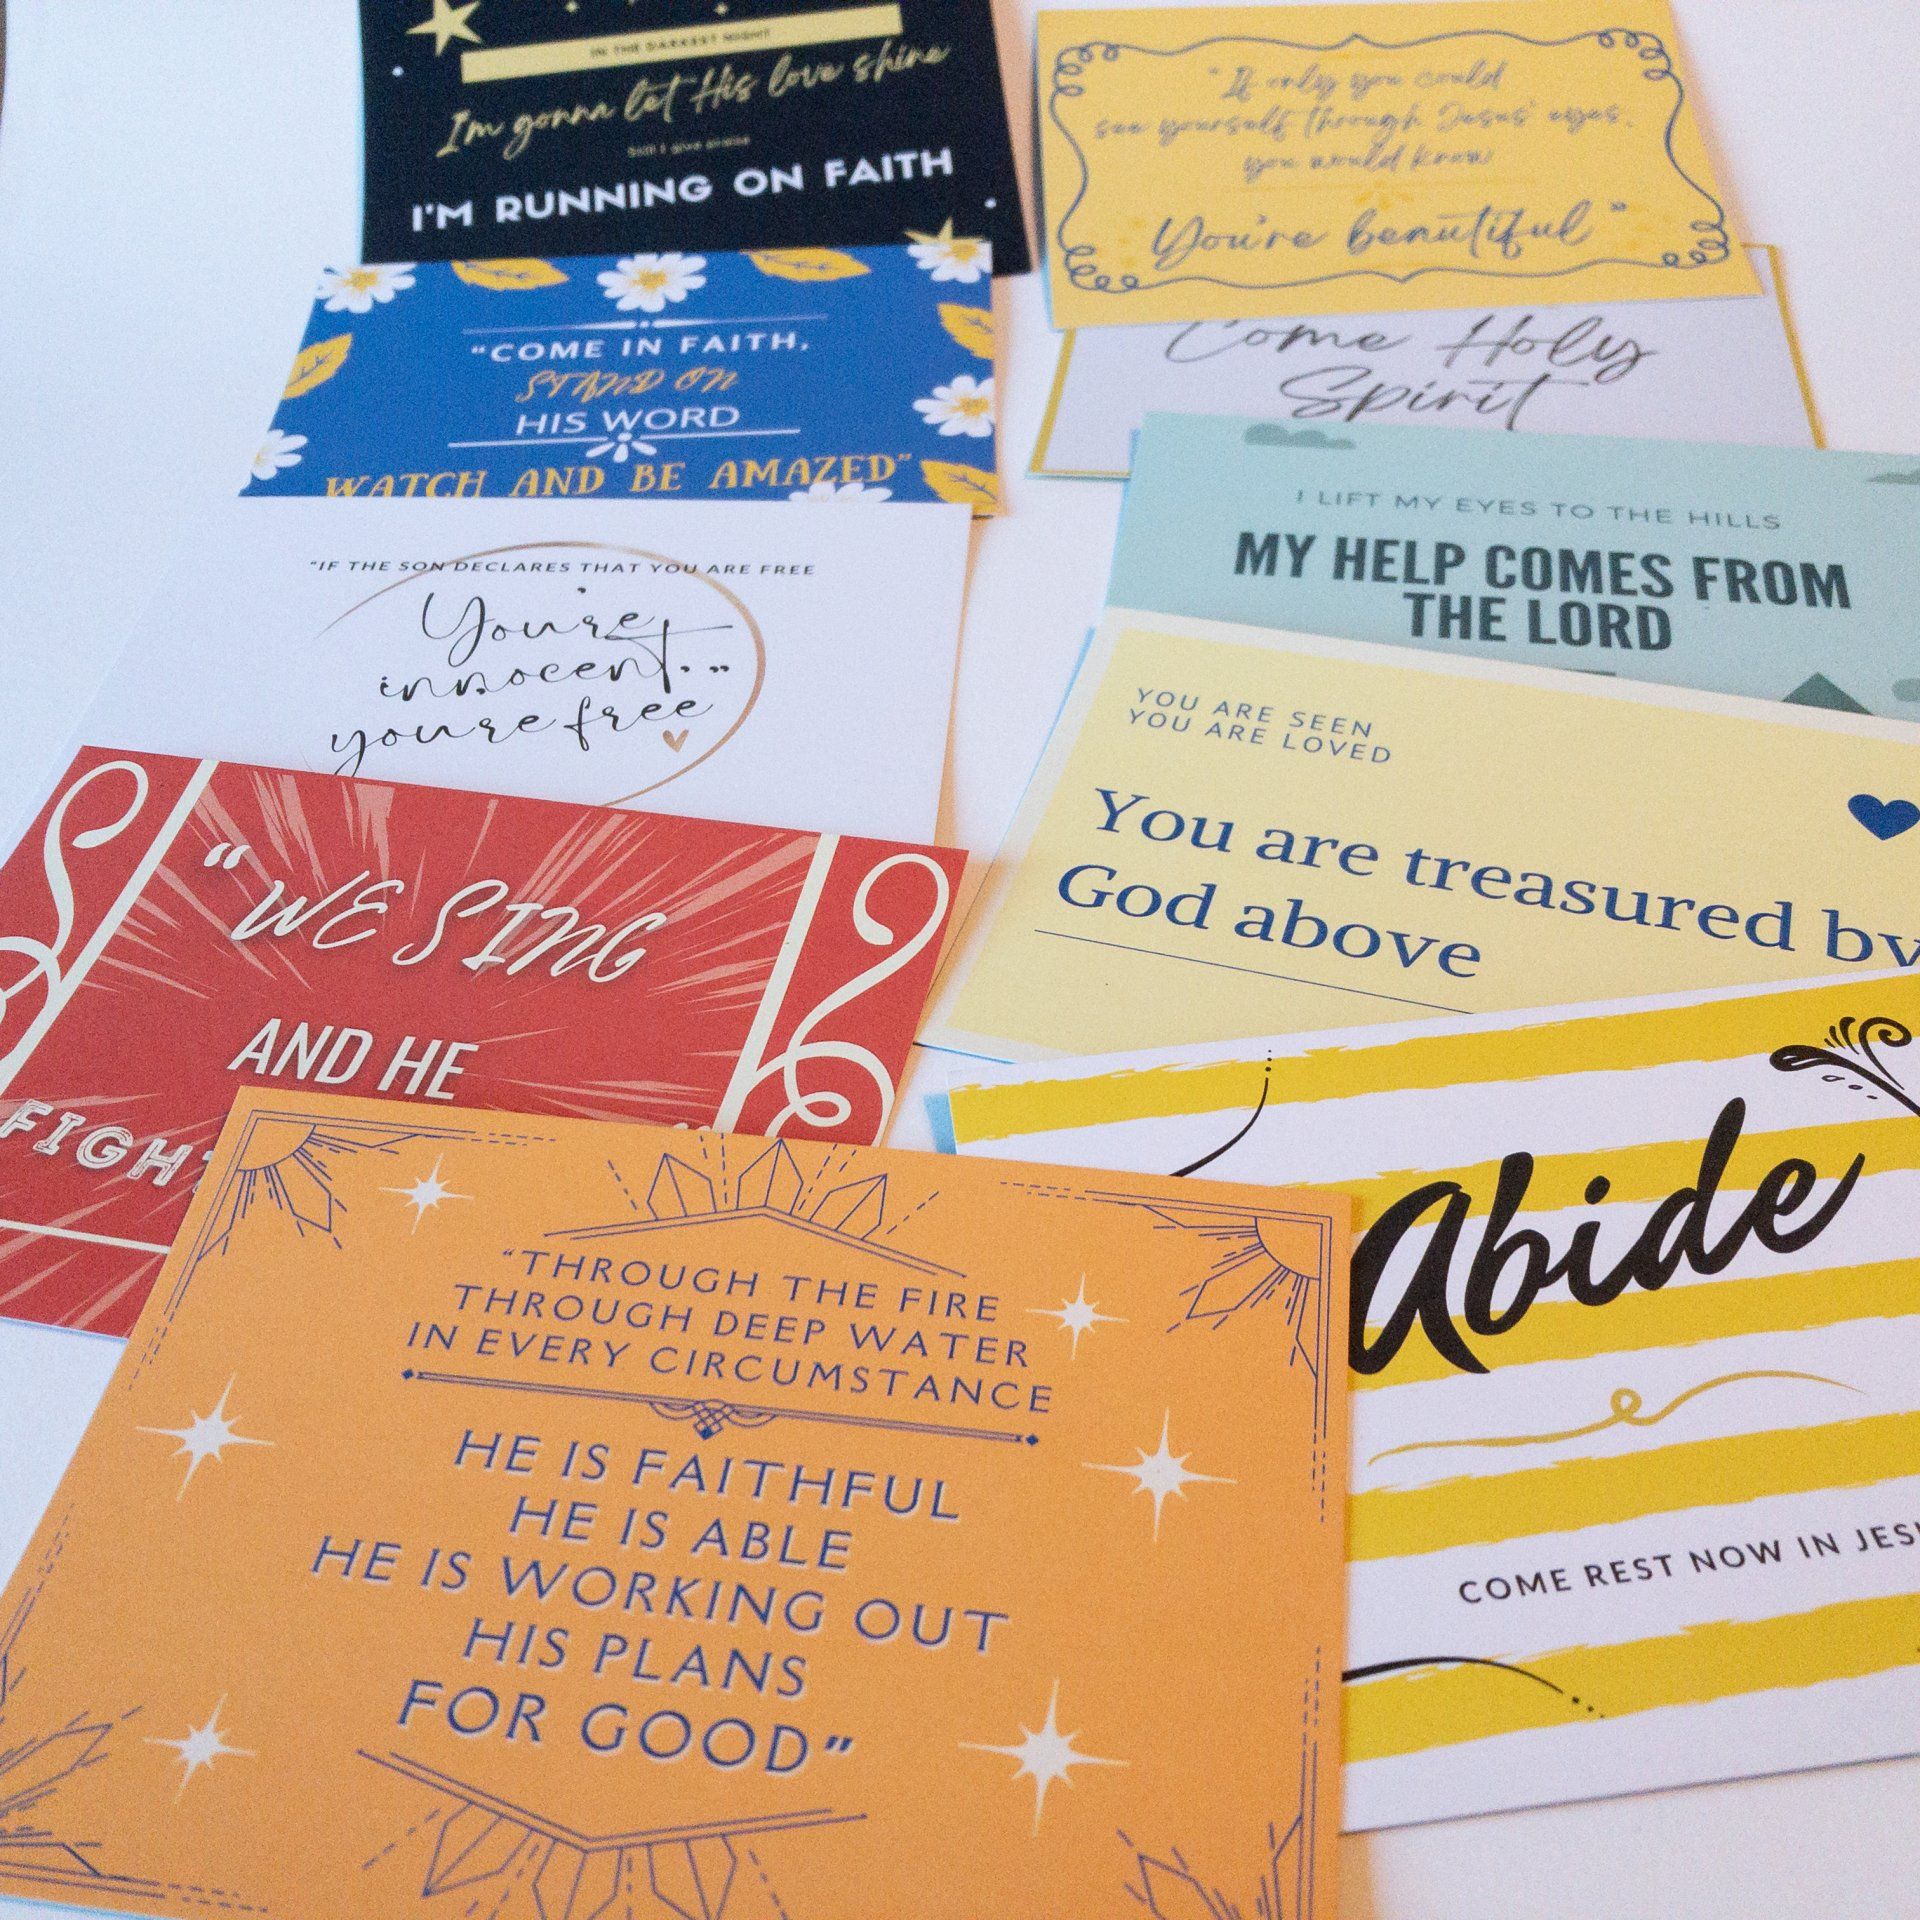 IN THE DARKEST NIGHT
I'm gonna let His love shine
Still I give praise
I'M RUNNING ON FAITH
"If only you could
see yourself through Jesus' eyes,
you would know
You're beautiful"
"COME IN FAITH,
STAND ON
HIS WORD
WATCH AND BE AMAZED"
Come Holy
Spirit
I LIFT MY EYES TO THE HILLS
MY HELP COMES FROM
THE LORD
"IF THE SON DECLARES THAT YOU ARE FREE
You're
innocent...
you're free
YOU ARE SEEN
YOU ARE LOVED
You are treasured by
God above
"WE SING
AND HE
FIGHT
Abide
COME REST NOW IN JES
"THROUGH THE FIRE
THROUGH DEEP WATER
IN EVERY CIRCUMSTANCE
HE IS FAITHFUL
HE IS ABLE
HE IS WORKING OUT
HIS PLANS
FOR GOOD"